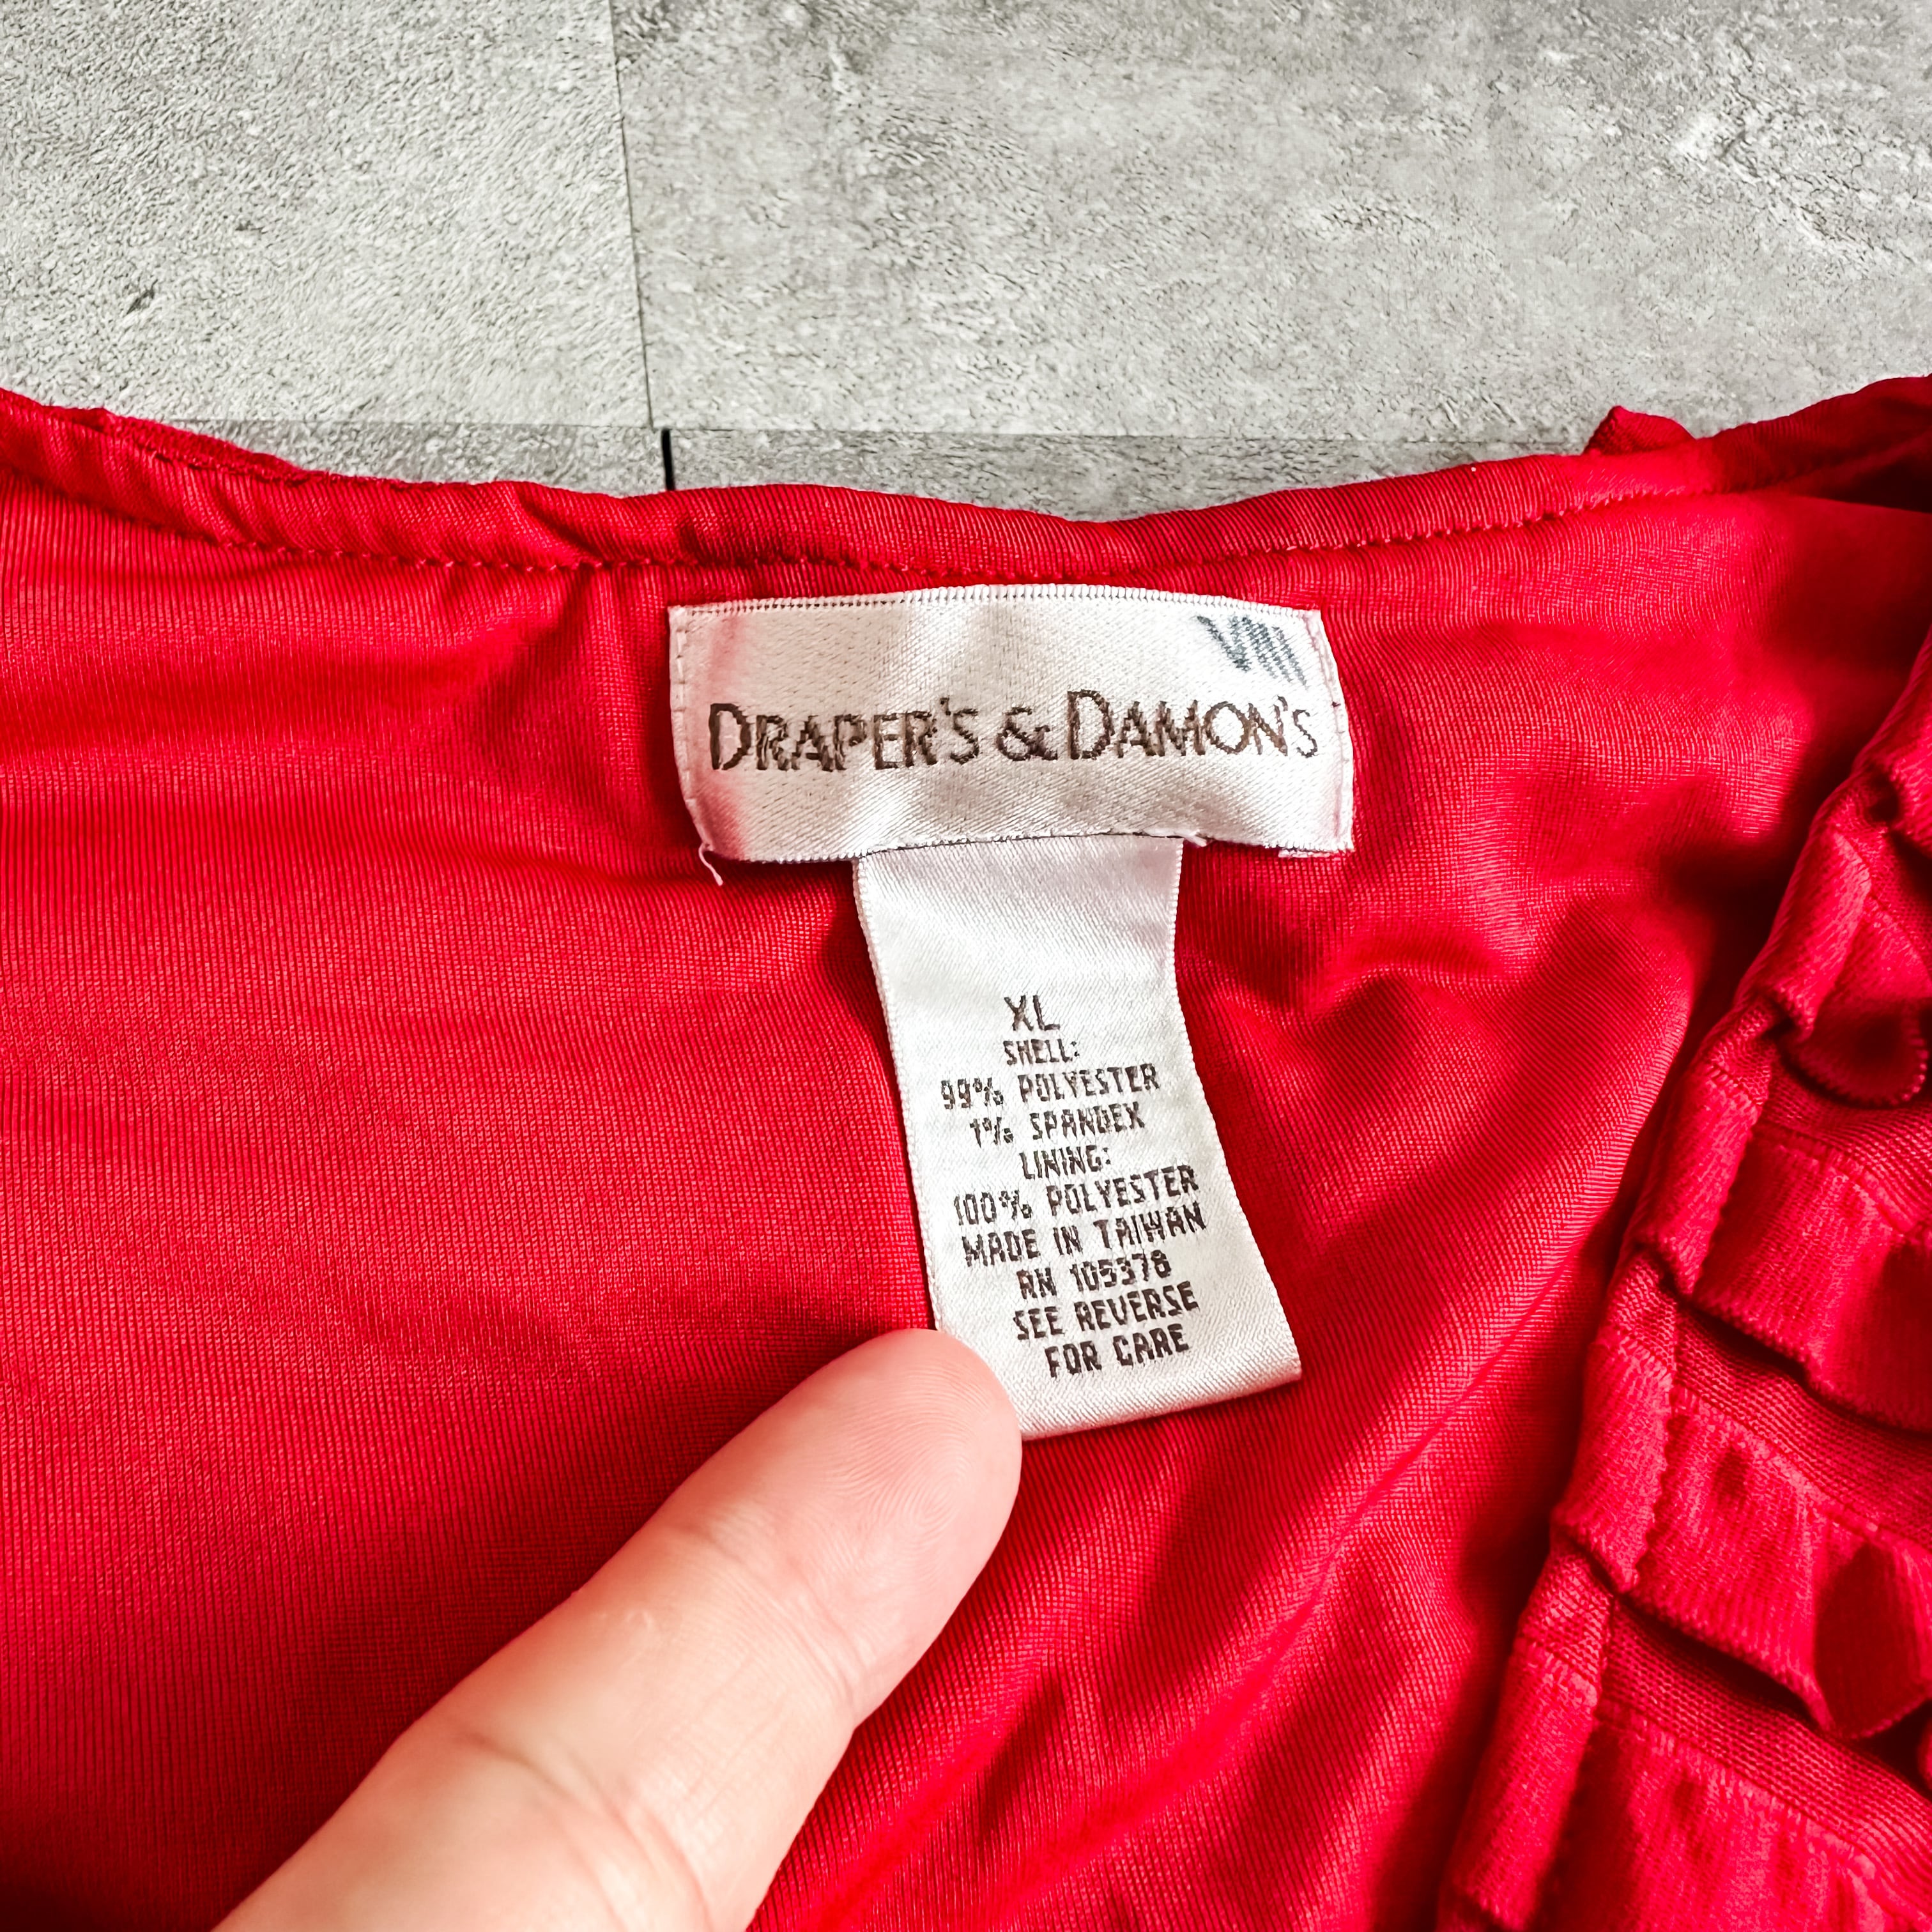 VIII
DRAPER'S & DAMON'S
XL
SHELL:
99% POLYESTER
1% SPANDEX
LINING:
100% POLYESTER
MADE IN TAIWAN
RN 105378
SEE REVERSE
FOR CARE